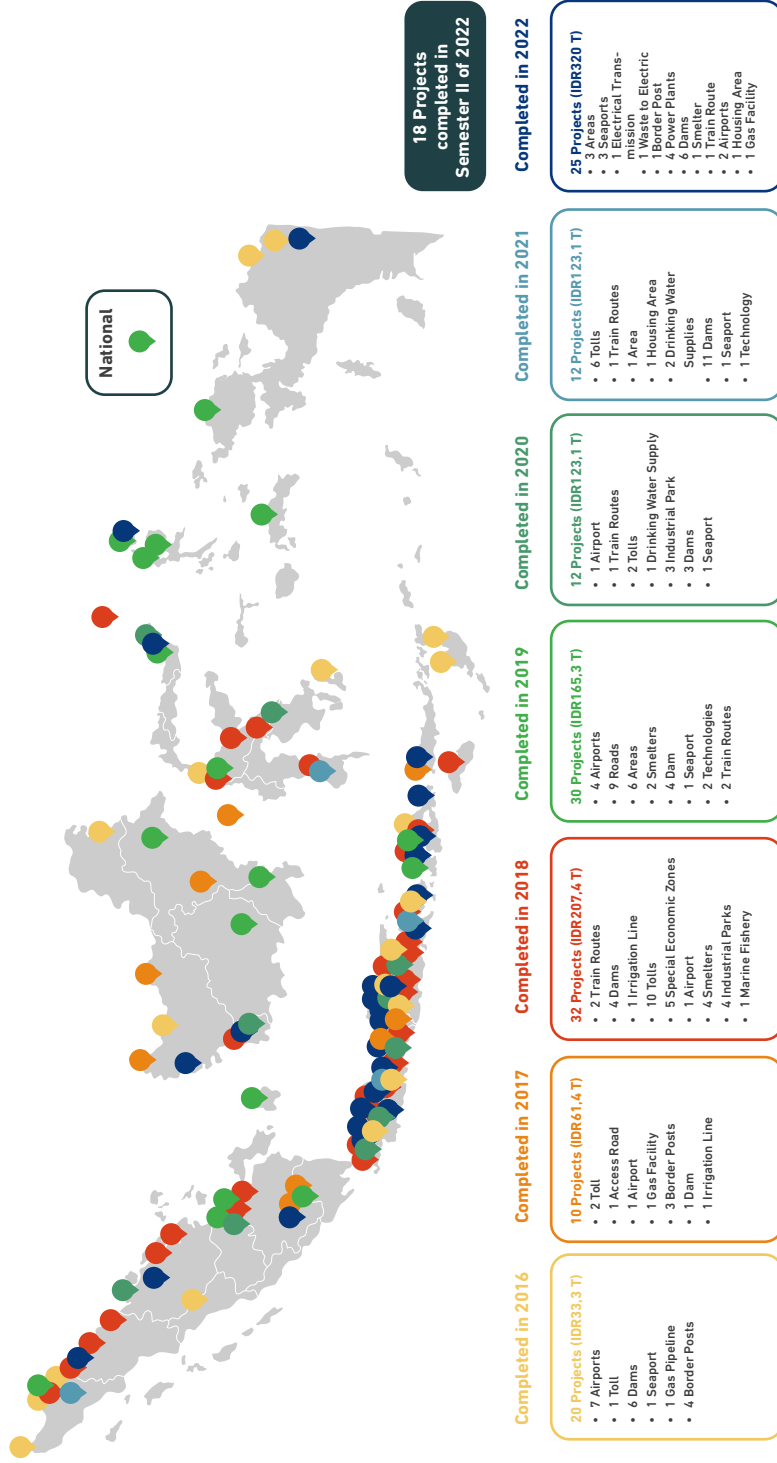 National
18 Projects
completed in
Semester II of 2022
Completed in 2016
20 Projects (IDR33,3 T)
• 7 Airports
• 1 Toll
• 6 Dams
• 1 Seaport
• 1 Gas Pipeline
• 4 Border Posts
Completed in 2017
10 Projects (IDR61,4 T)
• 2 Toll
• 1 Access Road
• 1 Airport
• 1 Gas Facility
• 3 Border Posts
• 1 Dam
• 1 Irrigation Line
Completed in 2018
32 Projects (IDR207,4 T)
• 2 Train Routes
• 4 Dams
• 1 Irrigation Line
• 10 Tolls
• 5 Special Economic Zones
• 1 Airport
• 4 Smelters
• 4 Industrial Parks
• 1 Marine Fishery
Completed in 2019
30 Projects (IDR165,3 T)
• 4 Airports
• 9 Roads
• 6 Areas
• 2 Smelters
• 4 Dam
• 1 Seaport
• 2 Technologies
• 2 Train Routes
Completed in 2020
12 Projects (IDR123,1 T)
• 1 Airport
• 1 Train Routes
• 2 Tolls
• 1 Drinking Water Supply
• 3 Industrial Park
• 3 Dams
• 1 Seaport
Completed in 2021
12 Projects (IDR123,1 T)
• 6 Tolls
• 1 Train Routes
• 1 Area
• 1 Housing Area
• 2 Drinking Water
Supplies
• 11 Dams
• 1 Seaport
• 1 Technology
Completed in 2022
25 Projects (IDR320 T)
• 3 Areas
• 3 Seaports
• 1 Electrical Trans-
mission
• 1 Waste to Electric
• 1 Border Post
• 4 Power Plants
• 6 Dams
• 1 Smelter
• 1 Train Route
• 2 Airports
• 1 Housing Area
• 1 Gas Facility